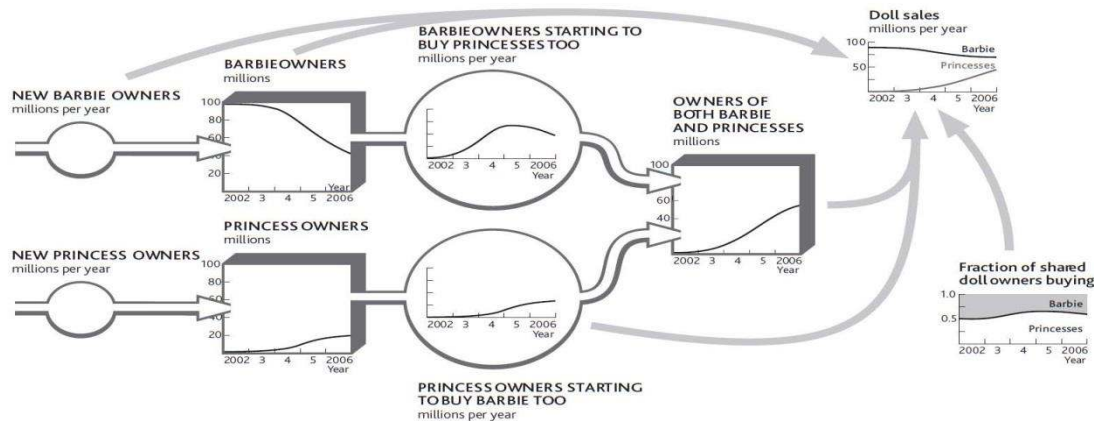 BARBIEOWNERS STARTING TO
BUY PRINCESSES TOO
millions per year
Doll sales
millions per year
100
50
Barbie
Princesses
2002 3 4 5 2006
Year
BARBIEOWNERS
millions
100
80
60
40
20
Year
2002 3 4 5 2006
NEW BARBIE OWNERS
millions per year
2002 3 4 5 2006
Year
OWNERS OF
BOTH BARBIE
AND PRINCESSES
millions
100
80
60
40
20
2002 3 4 5 2006
Year
PRINCESS OWNERS
millions
100
80
60
40
20
2002 3 4 5 2006
Year
NEW PRINCESS OWNERS
millions per year
2002 3 4 5 2006
Year
PRINCESS OWNERS STARTING
TO BUY BARBIE TOO
millions per year
Fraction of shared
doll owners buying
1.0
0.5
Barbie
Princesses
2002 3 4 5 2006
Year